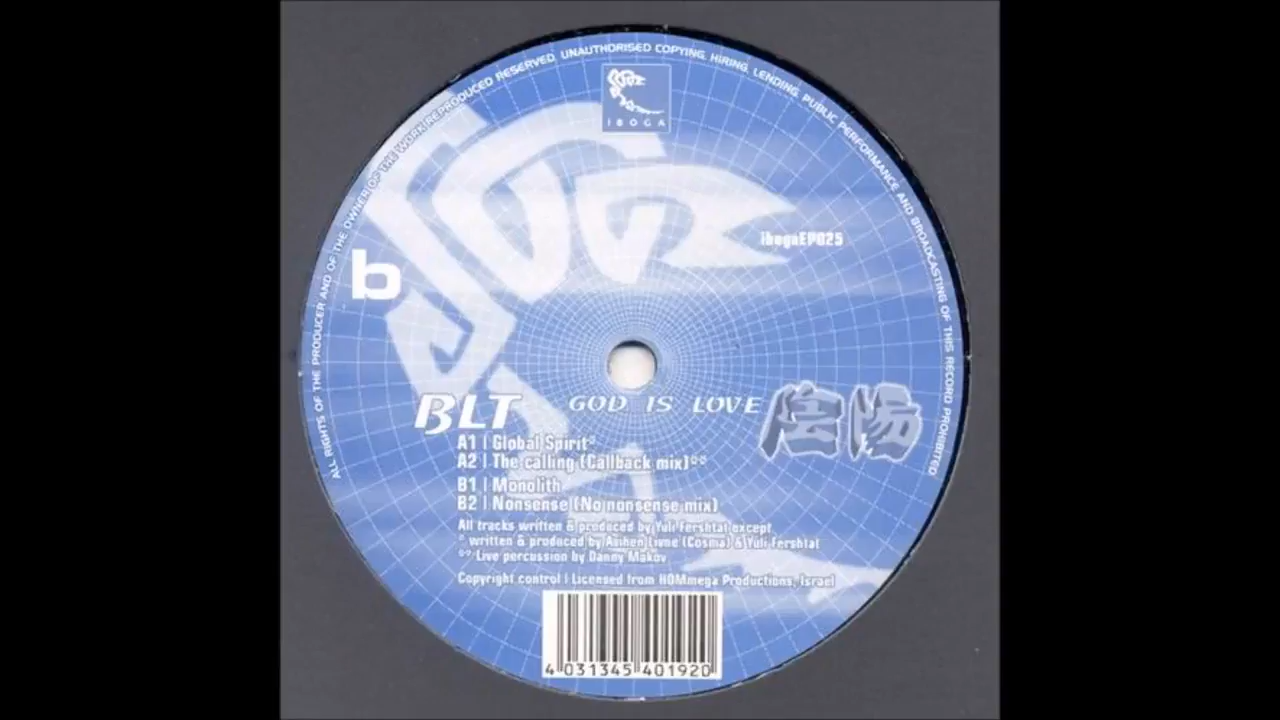 ALL RIGHTS OF THE PRODUCER AND OF THE OWNER OF THE WORK REPRODUCED RESERVED. UNAUTHORISED COPYING, HIRING, LENDING, PUBLIC PERFORMANCE AND BROADCASTING OF THIS RECORD PROHIBITED
IBOGA
ibogaEP025
b
BLT GOD IS LOVE 陰陽
A1 | Global Spirit*
A2 | The calling (Callback mix)**
B1 | Monolith
B2 | Nonsense (No nonsense mix)
All tracks written & produced by Yuli Fershtat except
* written & produced by Avihen Livne (Cosma) & Yuli Fershtat
** Live percussion by Danny Makov
Copyright control | Licensed from HOMmega Productions, Israel
4 031345 401920